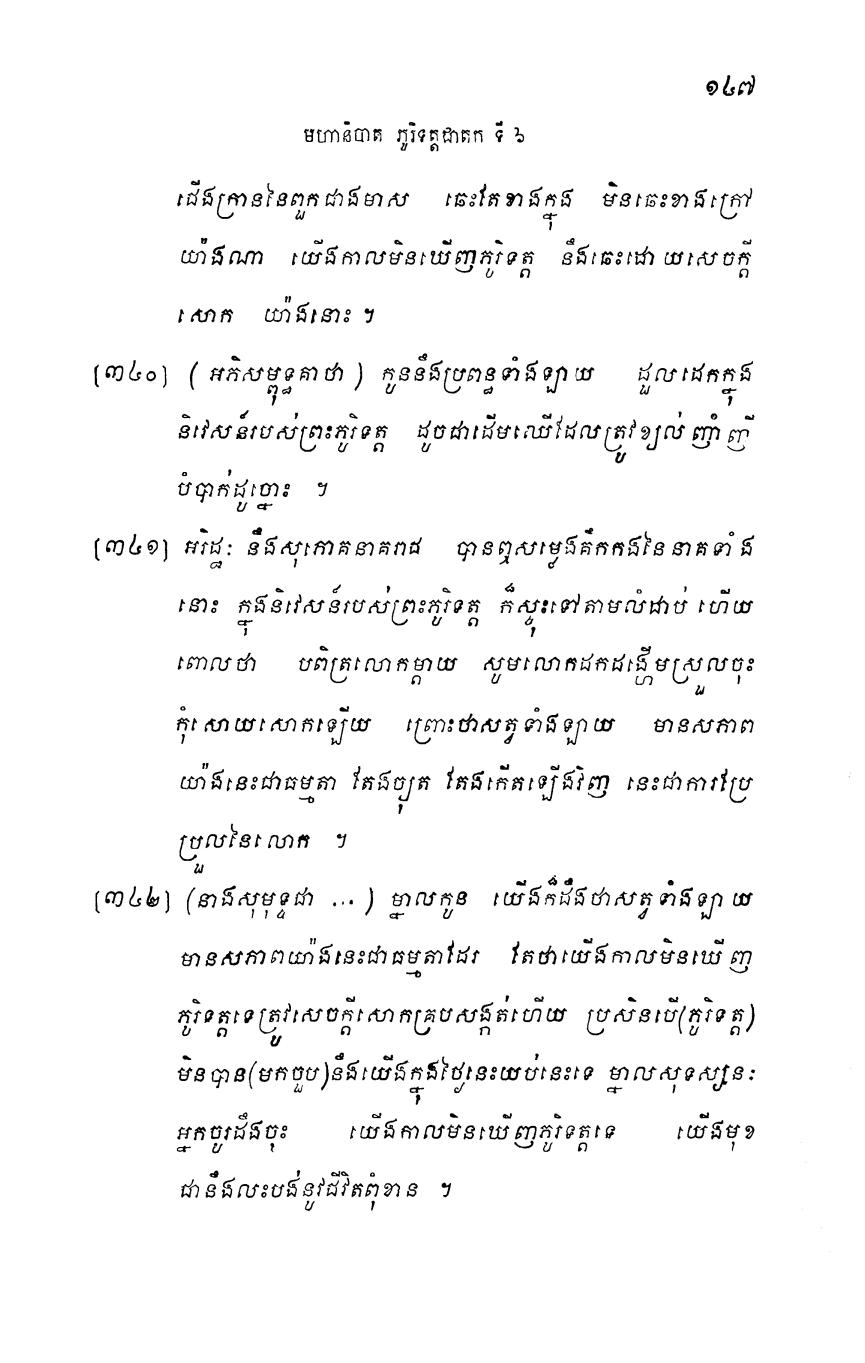 ១៤៧
មហានិបាត ភូរិទត្តជាតក ទី ៦
ជើងក្រាននៃពួកជាងមាស ឆេះតែខាងក្នុង មិនឆេះខាងក្រៅ
យ៉ាងណា យើងកាលមិនឃើញភូរិទត្ត នឹងឆេះដោយសេចក្តី
សោក យ៉ាងនោះ ។
[៣៤០] ( អភិសម្ពុទ្ធគាថា ) កូននឹងប្រពន្ធទាំងឡាយ ដួលដេកក្នុង
និវេសន៍របស់ព្រះភូរិទត្ត ដូចជាដើមឈើដែលត្រូវខ្យល់ញាំញី
បំបាក់ដូច្នោះ ។
[៣៤១] អរិដ្ឋៈ នឹងសុភោគនាគរាជ បានឮសម្លេងគឹកកងនៃនាគទាំង
នោះ ក្នុងនិវេសន៍របស់ព្រះភូរិទត្ត ក៏ស្ទុះទៅតាមលំដាប់ ហើយ
ពោលថា បពិត្រលោកម្តាយ សូមលោកដកដង្ហើមស្រួលចុះ
កុំសោយសោកឡើយ ព្រោះថាសត្វទាំងឡាយ មានសភាព
យ៉ាងនេះជាធម្មតា តែងច្យុត តែងកើតឡើងវិញ នេះជាការប្រែ
ប្រួលនៃលោក ។
[៣៤២] (នាងសុមុទ្ទជា ...) ម្នាលកូន យើងក៏ដឹងថាសត្វទាំងឡាយ
មានសភាពយ៉ាងនេះជាធម្មតាដែរ តែថាយើងកាលមិនឃើញ
ភូរិទត្តទេត្រូវសេចក្តីសោកគ្របសង្កត់ហើយ ប្រសិនបើ(ភូរិទត្ត)
មិនបាន(មកចួប)នឹងយើងក្នុងថ្ងៃនេះយប់នេះទេ ម្នាលសុទស្សនៈ
អ្នកចូរដឹងចុះ យើងកាលមិនឃើញភូរិទត្តទេ យើងមុខ
ជានឹងលះបង់នូវជីវិតពុំខាន ។